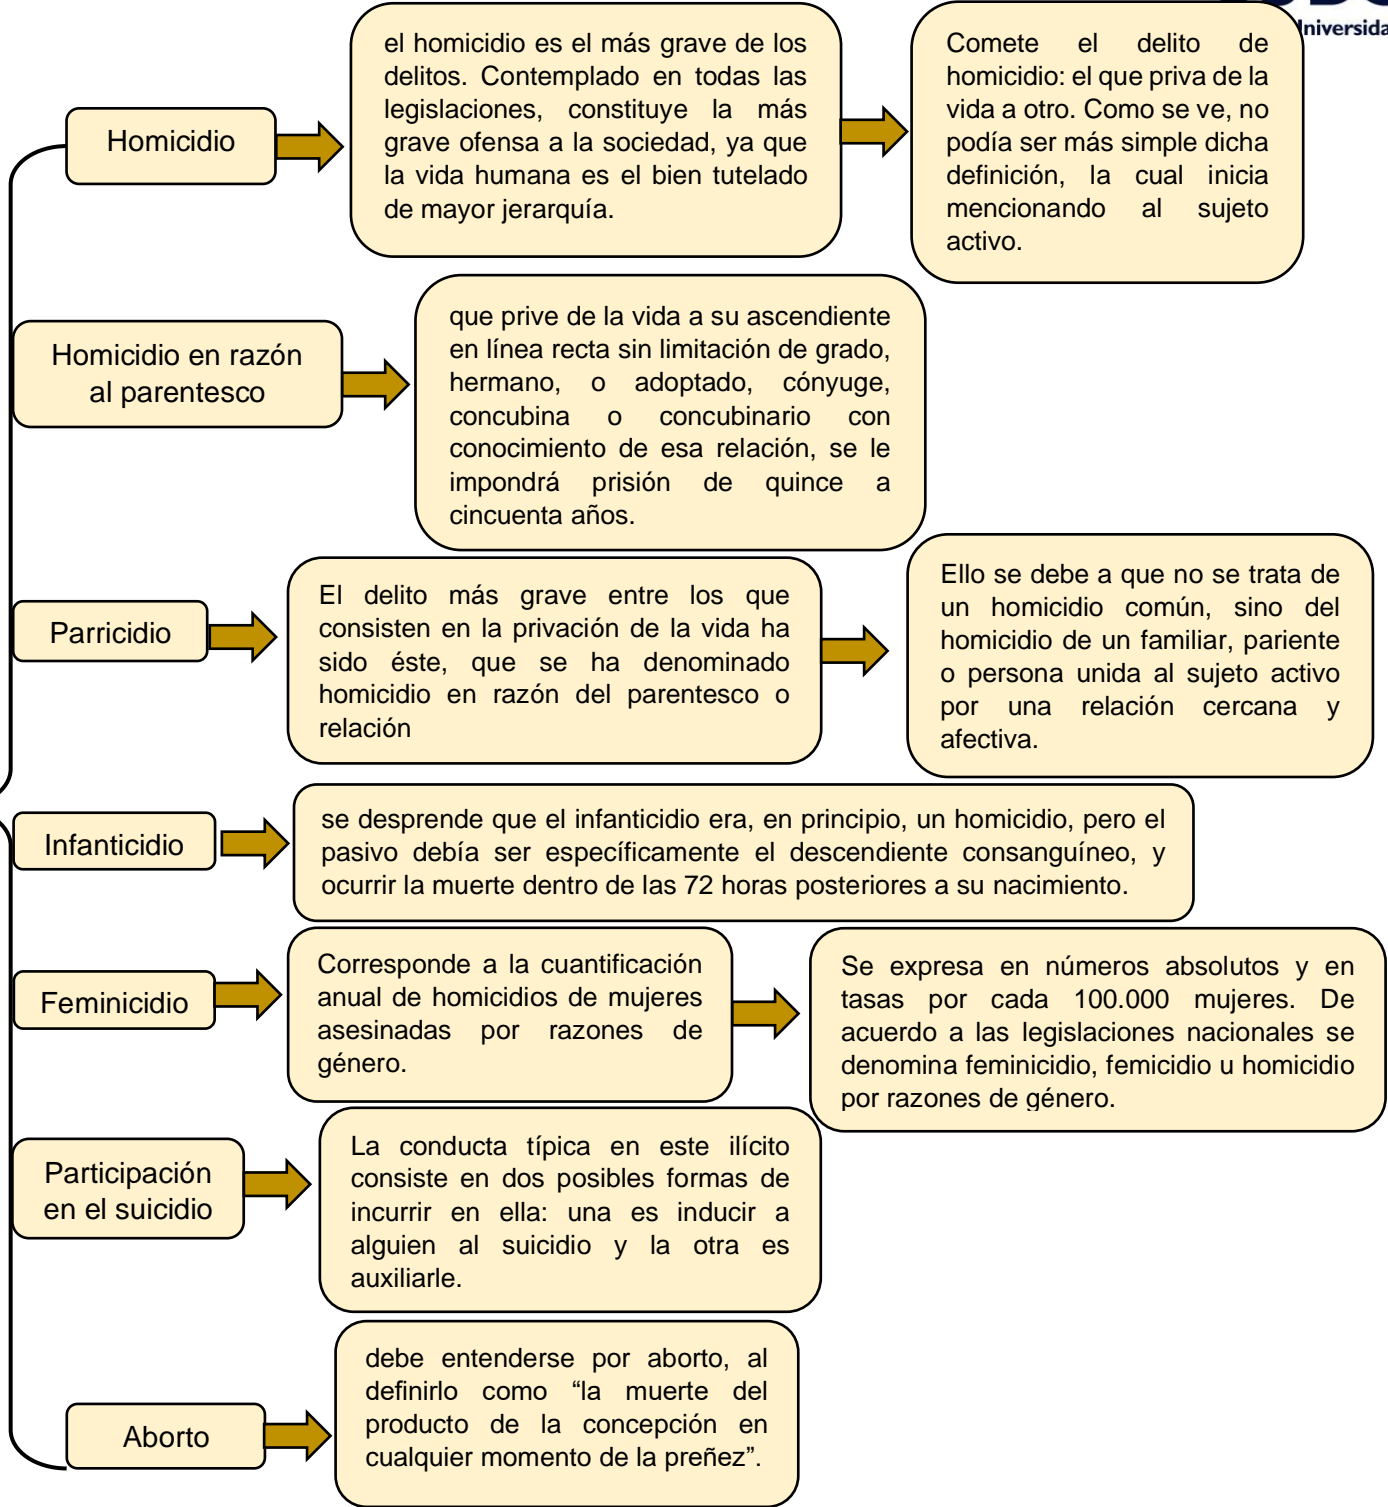 Universidad
el homicidio es el más grave de los
delitos. Contemplado en todas las
legislaciones, constituye la más
grave ofensa a la sociedad, ya que
la vida humana es el bien tutelado
de mayor jerarquía.
Comete el delito de
homicidio: el que priva de la
vida a otro. Como se ve, no
podía ser más simple dicha
definición, la cual inicia
mencionando al sujeto
activo.
Homicidio
Homicidio en razón
al parentesco
que prive de la vida a su ascendiente
en línea recta sin limitación de grado,
hermano, o adoptado, cónyuge,
concubina o concubinario con
conocimiento de esa relación, se le
impondrá prisión de quince a
cincuenta años.
Parricidio
El delito más grave entre los que
consisten en la privación de la vida ha
sido éste, que se ha denominado
homicidio en razón del parentesco o
relación
Ello se debe a que no se trata de
un homicidio común, sino del
homicidio de un familiar, pariente
o persona unida al sujeto activo
por una relación cercana y
afectiva.
Infanticidio
se desprende que el infanticidio era, en principio, un homicidio, pero el
pasivo debía ser específicamente el descendiente consanguíneo, y
ocurrir la muerte dentro de las 72 horas posteriores a su nacimiento.
Feminicidio
Corresponde a la cuantificación
anual de homicidios de mujeres
asesinadas por razones de
género.
Se expresa en números absolutos y en
tasas por cada 100.000 mujeres. De
acuerdo a las legislaciones nacionales se
denomina feminicidio, femicidio u homicidio
por razones de género.
Participación
en el suicidio
La conducta típica en este ilícito
consiste en dos posibles formas de
incurrir en ella: una es inducir a
alguien al suicidio y la otra es
auxiliarle.
Aborto
debe entenderse por aborto, al
definirlo como “la muerte del
producto de la concepción en
cualquier momento de la preñez”.